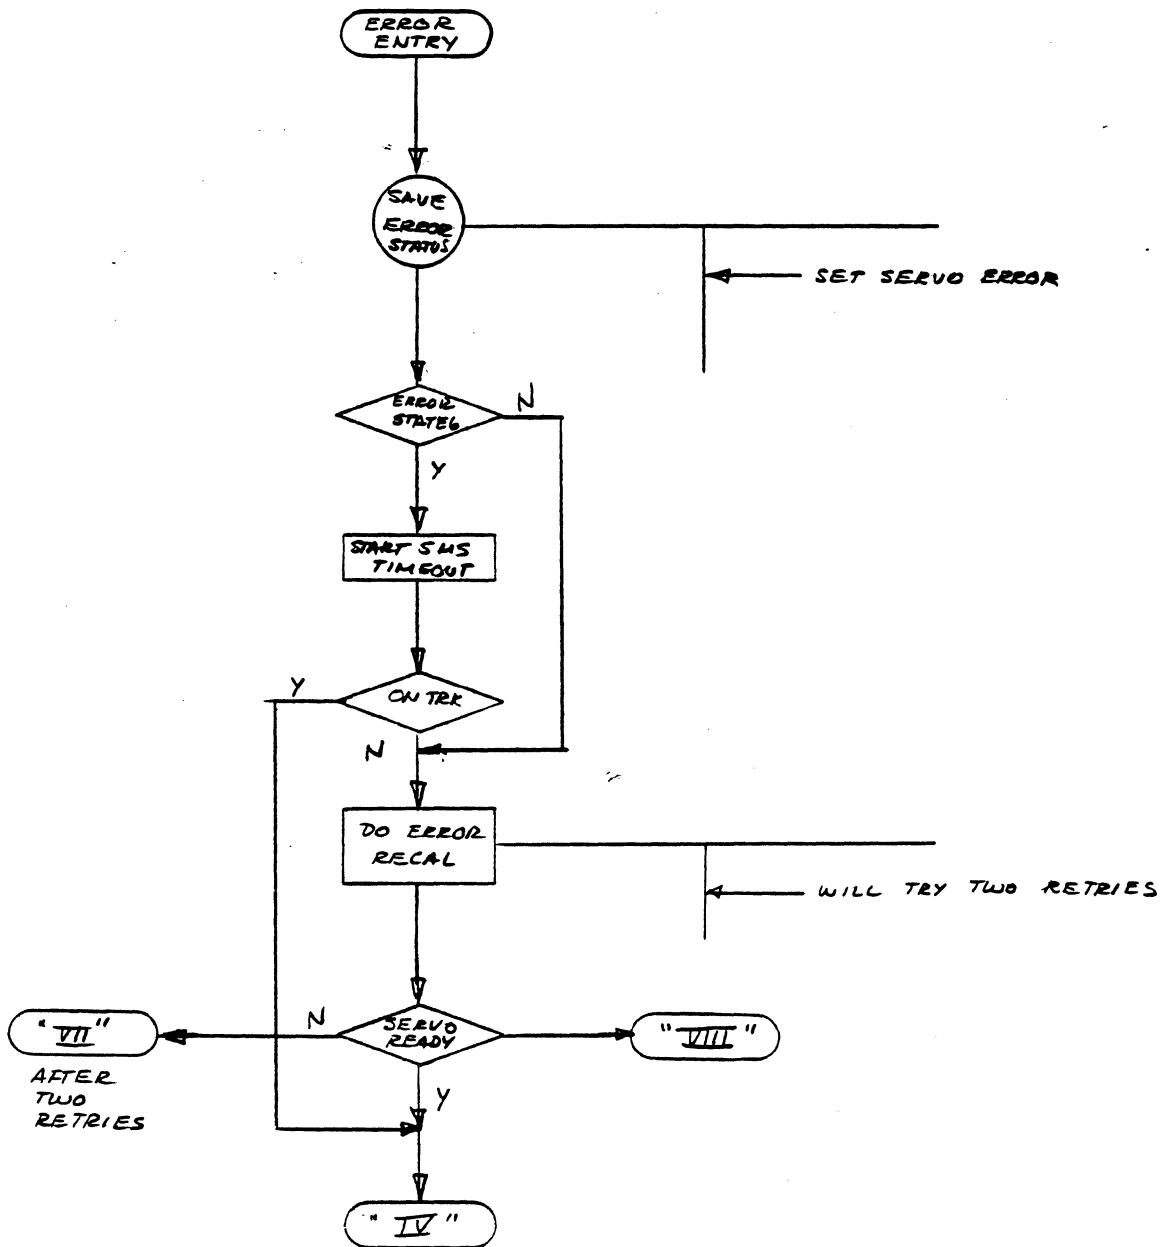 ERROR
ENTRY
SAVE
ERROR
STATUS
SET SERVO ERROR
ERROR
STATE6
N
Y
START 5MS
TIMEOUT
Y
ON TRK
N
DO ERROR
RECAL
WILL TRY TWO RETRIES
"VII"
N
SERVO
READY
"VIII"
AFTER
TWO
RETRIES
Y
"IV"